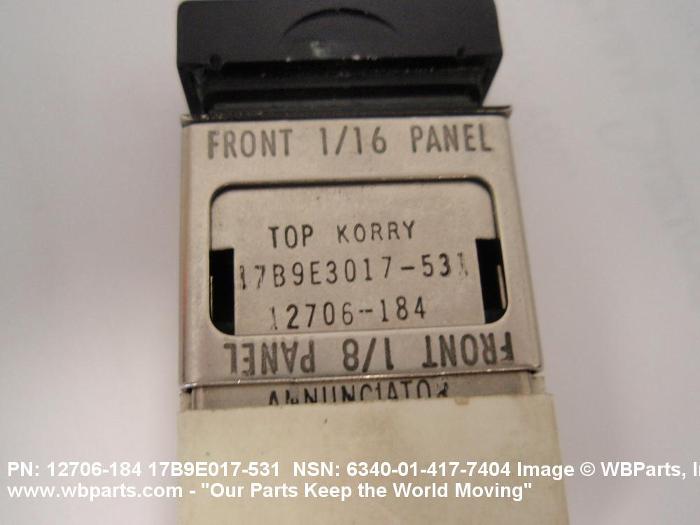 FRONT 1/16 PANEL
TOP KORRY
17B9E3017-531
12706-184
FRONT 1/8 PANEL
ANNUNCIATOR
PN: 12706-184 17B9E017-531 NSN: 6340-01-417-7404 Image © WBParts, I
www.wbparts.com - "Our Parts Keep the World Moving"